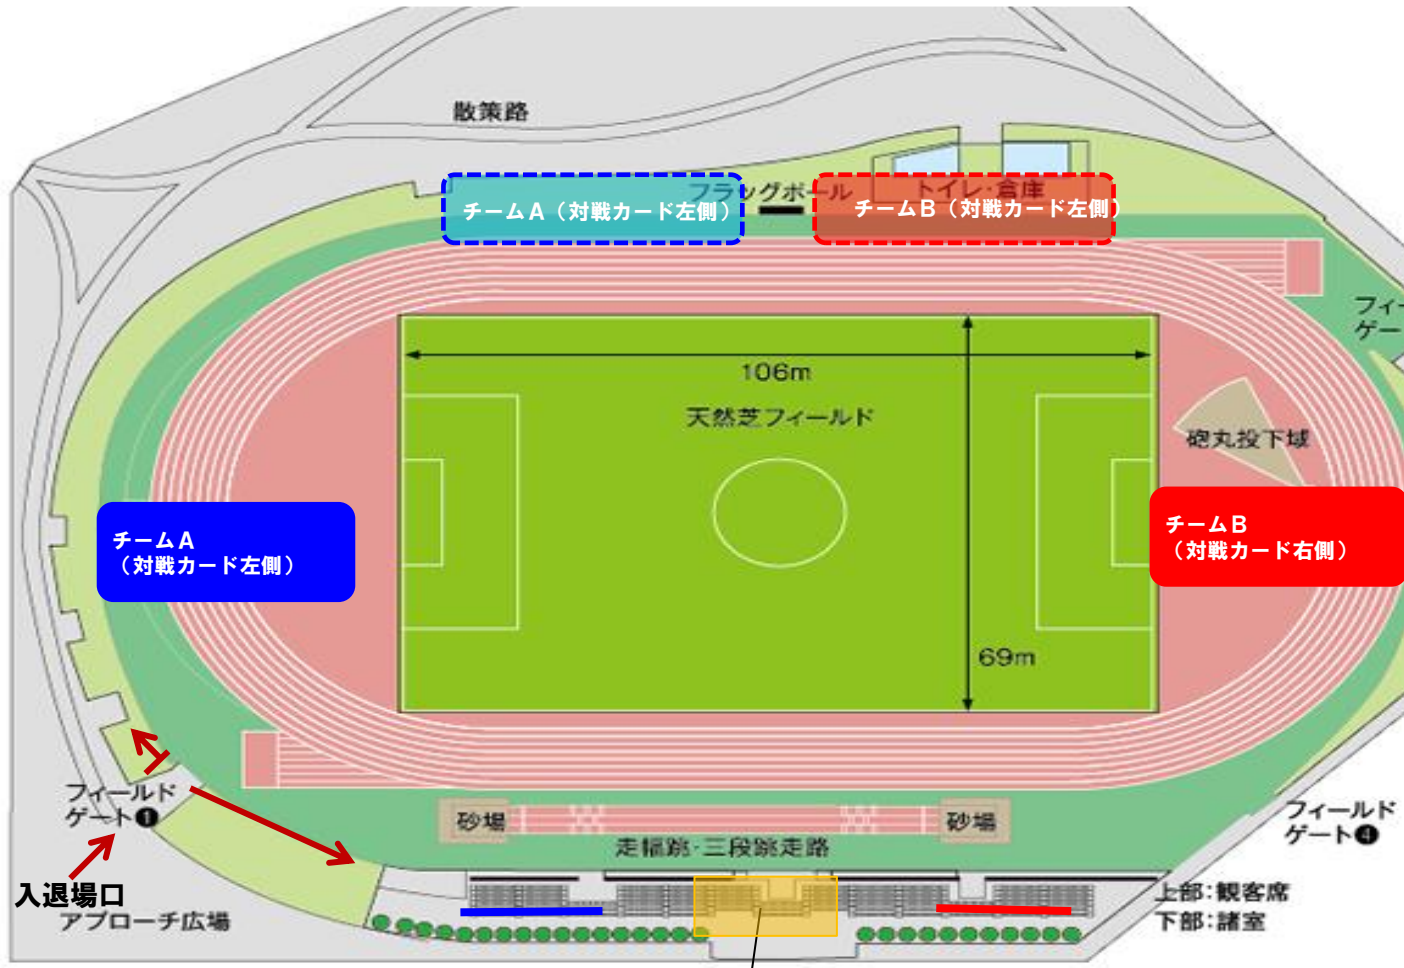 散策路
フラッグポール
トイレ・倉庫
チームA（対戦カード左側）
チームB（対戦カード左側）
フィー
ゲー
106m
天然芝フィールド
砲丸投下域
チームA
（対戦カード左側）
チームB
（対戦カード右側）
69m
フィールド
ゲート❶
砂場
砂場
フィールド
ゲート❹
走幅跳・三段跳走路
入退場口
アプローチ広場
上部：観客席
下部：諸室